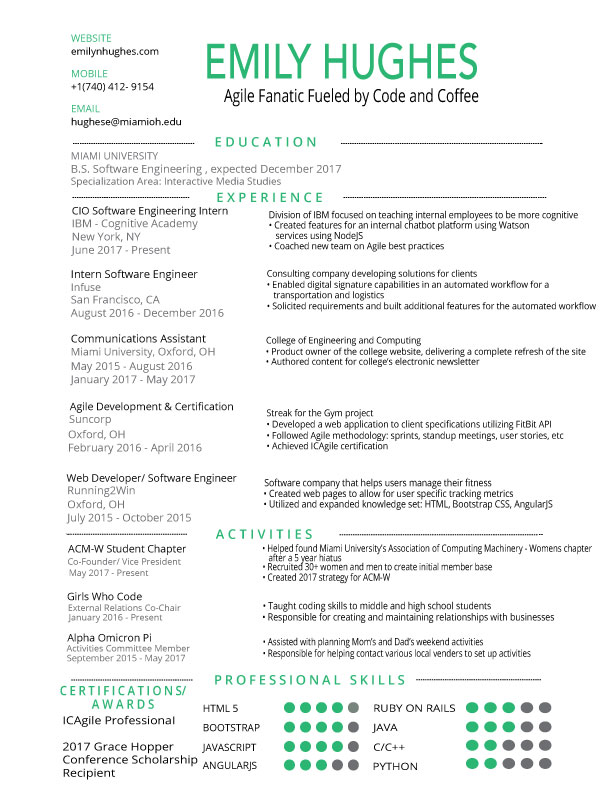 WEBSITE
emilynhughes.com
MOBILE
+1(740) 412- 9154
EMAIL
hughese@miamioh.edu
EMILY HUGHES
Agile Fanatic Fueled by Code and Coffee
EDUCATION
MIAMI UNIVERSITY
B.S. Software Engineering , expected December 2017
Specialization Area: Interactive Media Studies
EXPERIENCE
CIO Software Engineering Intern
IBM - Cognitive Academy
New York, NY
June 2017 - Present
Division of IBM focused on teaching internal employees to be more cognitive
• Created features for an internal chatbot platform using Watson
services using NodeJS
• Coached new team on Agile best practices
Intern Software Engineer
Infuse
San Francisco, CA
August 2016 - December 2016
Consulting company developing solutions for clients
• Enabled digital signature capabilities in an automated workflow for a
transportation and logistics
• Solicited requirements and built additional features for the automated workflow
Communications Assistant
Miami University, Oxford, OH
May 2015 - August 2016
January 2017 - May 2017
College of Engineering and Computing
• Product owner of the college website, delivering a complete refresh of the site
• Authored content for college's electronic newsletter
Agile Development & Certification
Suncorp
Oxford, OH
February 2016 - April 2016
Streak for the Gym project
• Developed a web application to client specifications utilizing FitBit API
• Followed Agile methodology: sprints, standup meetings, user stories, etc
• Achieved ICAgile certification
Web Developer/ Software Engineer
Running2Win
Oxford, OH
July 2015 - October 2015
Software company that helps users manage their fitness
• Created web pages to allow for user specific tracking metrics
• Utilized and expanded knowledge set: HTML, Bootstrap CSS, AngularJS
ACTIVITIES
ACM-W Student Chapter
Co-Founder/ Vice President
May 2017 - Present
• Helped found Miami University's Association of Computing Machinery - Womens chapter
after a 5 year hiatus
• Recruited 30+ women and men to create initial member base
• Created 2017 strategy for ACM-W
Girls Who Code
External Relations Co-Chair
January 2016 - Present
• Taught coding skills to middle and high school students
• Responsible for creating and maintaining relationships with businesses
Alpha Omicron Pi
Activities Committee Member
September 2015 - May 2017
• Assisted with planning Mom's and Dad's weekend activities
• Responsible for helping contact various local venders to set up activities
CERTIFICATIONS/
AWARDS
ICAgile Professional
2017 Grace Hopper
Conference Scholarship
Recipient
PROFESSIONAL SKILLS
HTML 5
BOOTSTRAP
JAVASCRIPT
ANGULARJS
RUBY ON RAILS
JAVA
C/C++
PYTHON